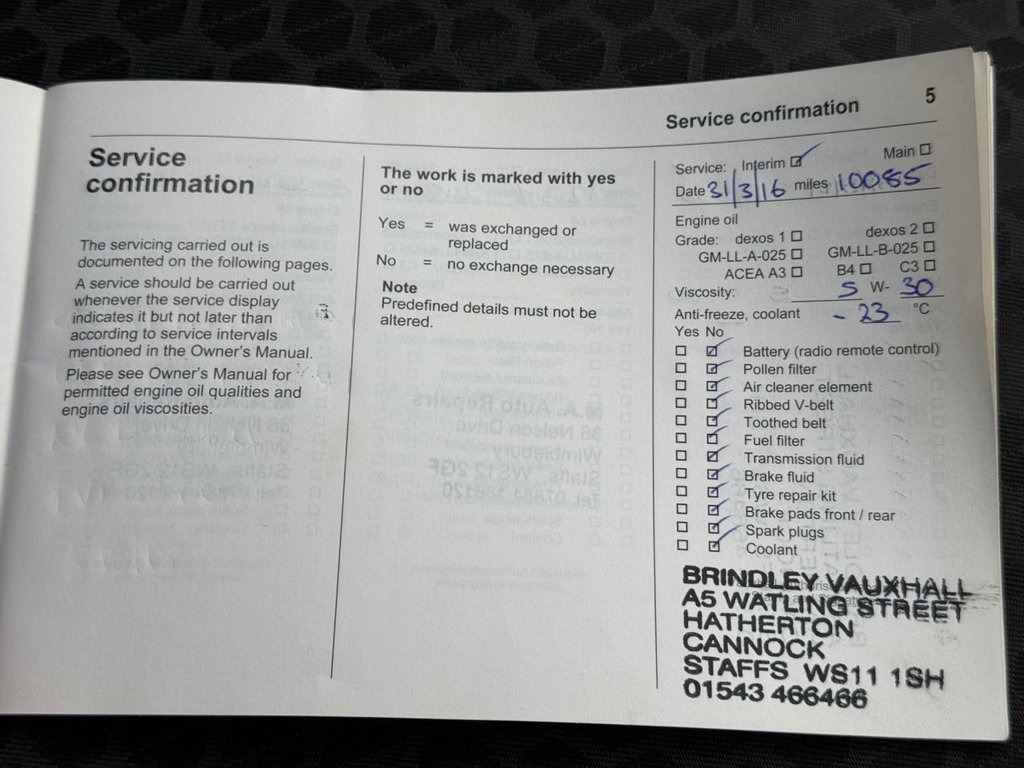 Service confirmation 5
Service
confirmation
The servicing carried out is
documented on the following pages.
A service should be carried out
whenever the service display
indicates it but not later than
according to service intervals
mentioned in the Owner's Manual.
Please see Owner's Manual for
permitted engine oil qualities and
engine oil viscosities.
The work is marked with yes
or no
Yes = was exchanged or
replaced
No = no exchange necessary
Note
Predefined details must not be
altered.
Service: Interim ☑ Main ☐
Date 31/3/16 miles 10085
Engine oil
Grade: dexos 1 ☐ dexos 2 ☐
GM-LL-A-025 ☐ GM-LL-B-025 ☐
ACEA A3 ☐ B4 ☐ C3 ☐
Viscosity: 5 W- 30
Anti-freeze, coolant - 23 °C
Yes No
☐ ☑ Battery (radio remote control)
☐ ☑ Pollen filter
☐ ☑ Air cleaner element
☐ ☑ Ribbed V-belt
☐ ☑ Toothed belt
☐ ☑ Fuel filter
☐ ☑ Transmission fluid
☐ ☑ Brake fluid
☐ ☑ Tyre repair kit
☐ ☑ Brake pads front / rear
☐ ☑ Spark plugs
☐ ☑ Coolant
BRINDLEY VAUXHALL
A5 WATLING STREET
HATHERTON
CANNOCK
STAFFS WS11 1SH
01543 466466